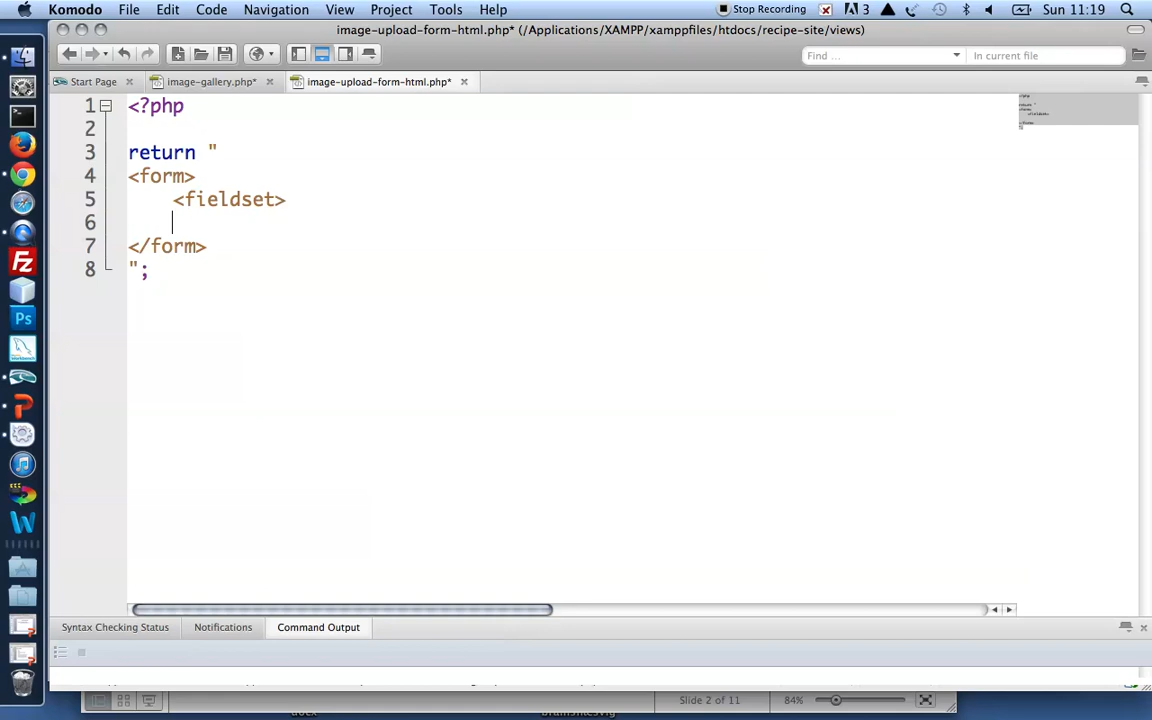 Komodo File Edit Code Navigation View Project Tools Help Stop Recording 3 Sun 11:19
image-upload-form-html.php* (/Applications/XAMPP/xamppfiles/htdocs/recipe-site/views)
Find ... In current file
Start Page image-gallery.php* image-upload-form-html.php*
1 <?php
2
3 return "
4 <form>
5 <fieldset>
6
7 </form>
8 ";
Syntax Checking Status Notifications Command Output
Slide 2 of 11 84%